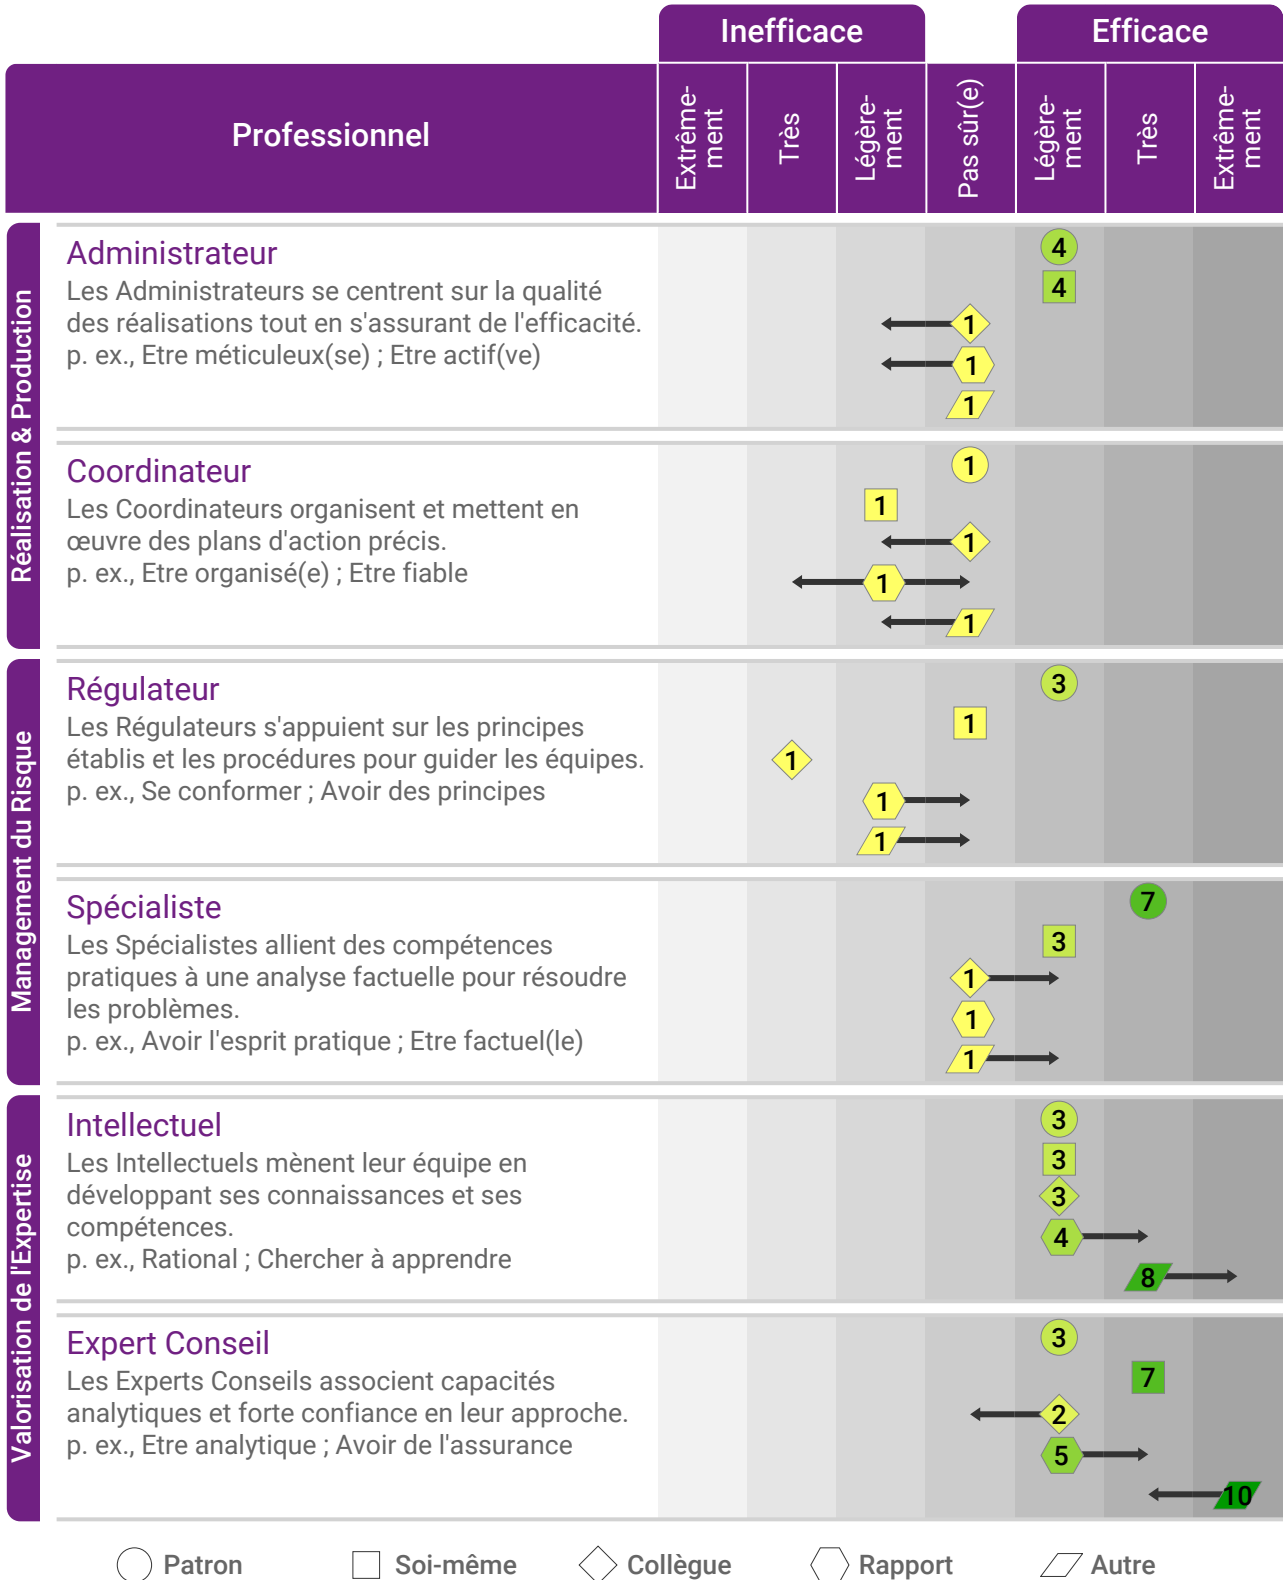 Inefficace
Efficace
Professionnel
Extrême-
ment
Très
Légère-
ment
Pas sûr(e)
Légère-
ment
Très
Extrême-
ment
Réalisation & Production
Administrateur
Les Administrateurs se centrent sur la qualité
des réalisations tout en s'assurant de l'efficacité.
p. ex., Etre méticuleux(se) ; Etre actif(ve)
4
4
1
1
1
Coordinateur
Les Coordinateurs organisent et mettent en
œuvre des plans d'action précis.
p. ex., Etre organisé(e) ; Etre fiable
1
1
1
1
1
Management du Risque
Régulateur
Les Régulateurs s'appuient sur les principes
établis et les procédures pour guider les équipes.
p. ex., Se conformer ; Avoir des principes
3
1
1
1
1
Spécialiste
Les Spécialistes allient des compétences
pratiques à une analyse factuelle pour résoudre
les problèmes.
p. ex., Avoir l'esprit pratique ; Etre factuel(le)
7
3
1
1
1
Valorisation de l'Expertise
Intellectuel
Les Intellectuels mènent leur équipe en
développant ses connaissances et ses
compétences.
p. ex., Rational ; Chercher à apprendre
3
3
3
4
8
Expert Conseil
Les Experts Conseils associent capacités
analytiques et forte confiance en leur approche.
p. ex., Etre analytique ; Avoir de l'assurance
3
7
2
5
10
Patron
Soi-même
Collègue
Rapport
Autre